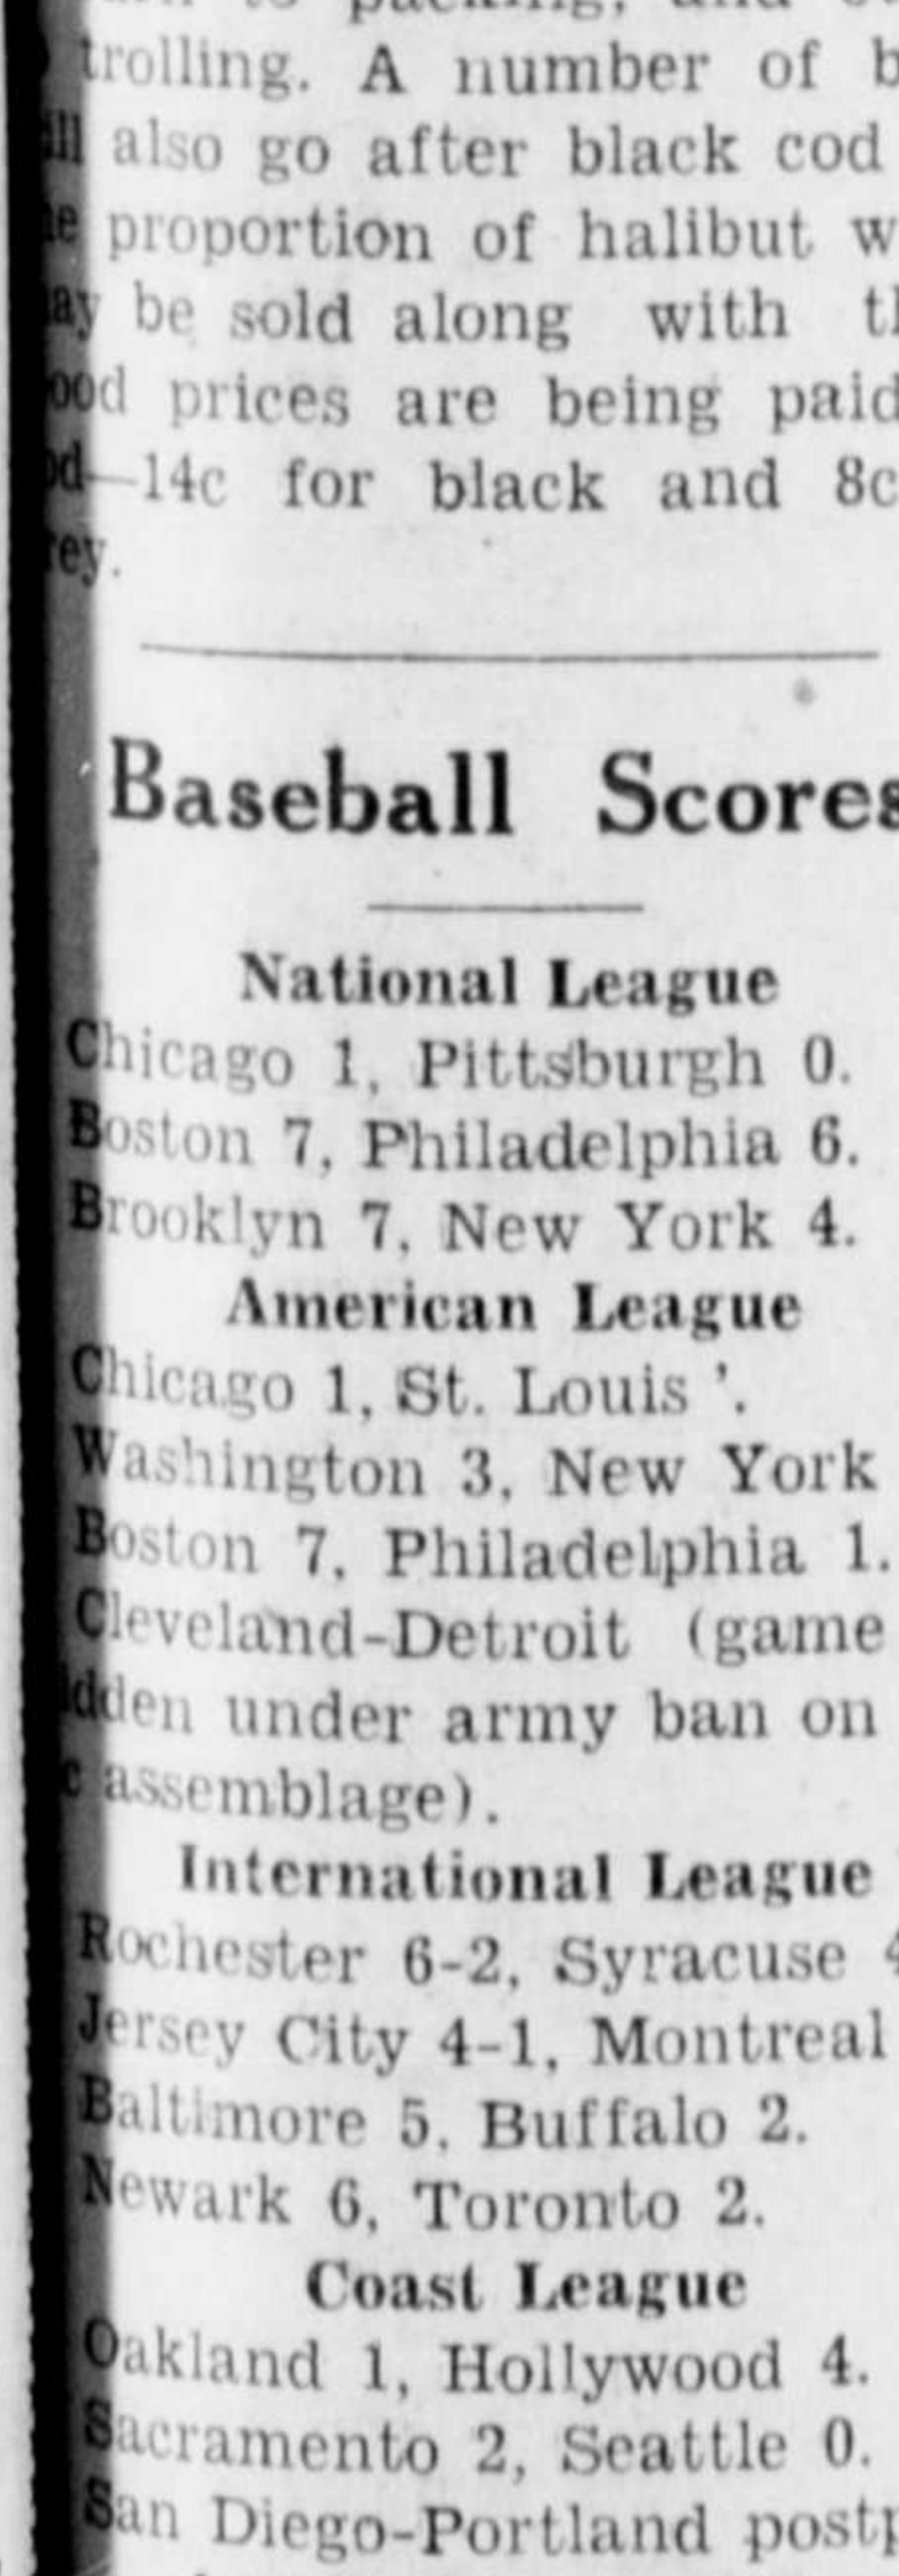 trolling. A number of
also go after black cod
proportion of halibut
be sold along with
prices are being paid
—14c for black and 8c
Baseball Scores
National League
Chicago 1, Pittsburgh 0.
Boston 7, Philadelphia 6.
Brooklyn 7, New York 4.
American League
Chicago 1, St. Louis '.
Washington 3, New York
Boston 7, Philadelphia 1.
Cleveland-Detroit (game
dden under army ban on
c assemblage).
International League
Rochester 6-2, Syracuse 4
Jersey City 4-1, Montreal
Baltimore 5, Buffalo 2.
Newark 6, Toronto 2.
Coast League
Oakland 1, Hollywood 4.
Sacramento 2, Seattle 0.
San Diego-Portland postp